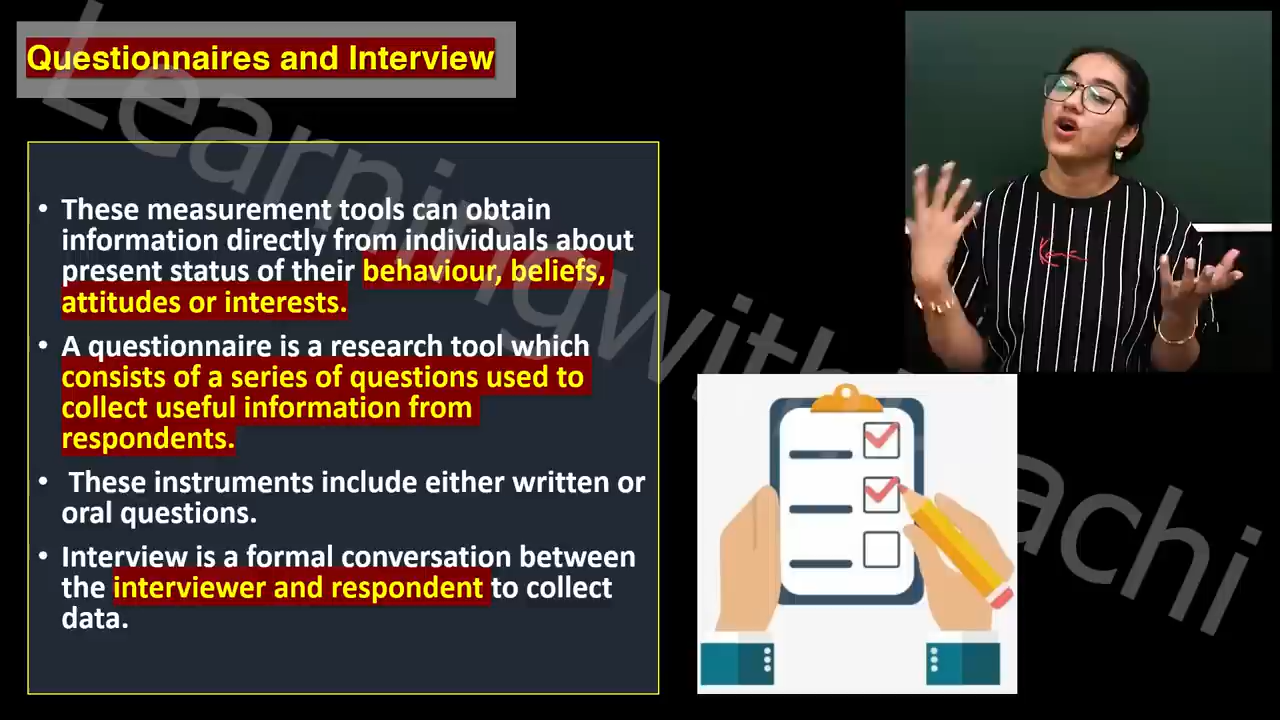 Questionnaires and Interview
• These measurement tools can obtain
information directly from individuals about
present status of their behaviour, beliefs,
attitudes or interests.
• A questionnaire is a research tool which
consists of a series of questions used to
collect useful information from
respondents.
• These instruments include either written or
oral questions.
• Interview is a formal conversation between
the interviewer and respondent to collect
data.